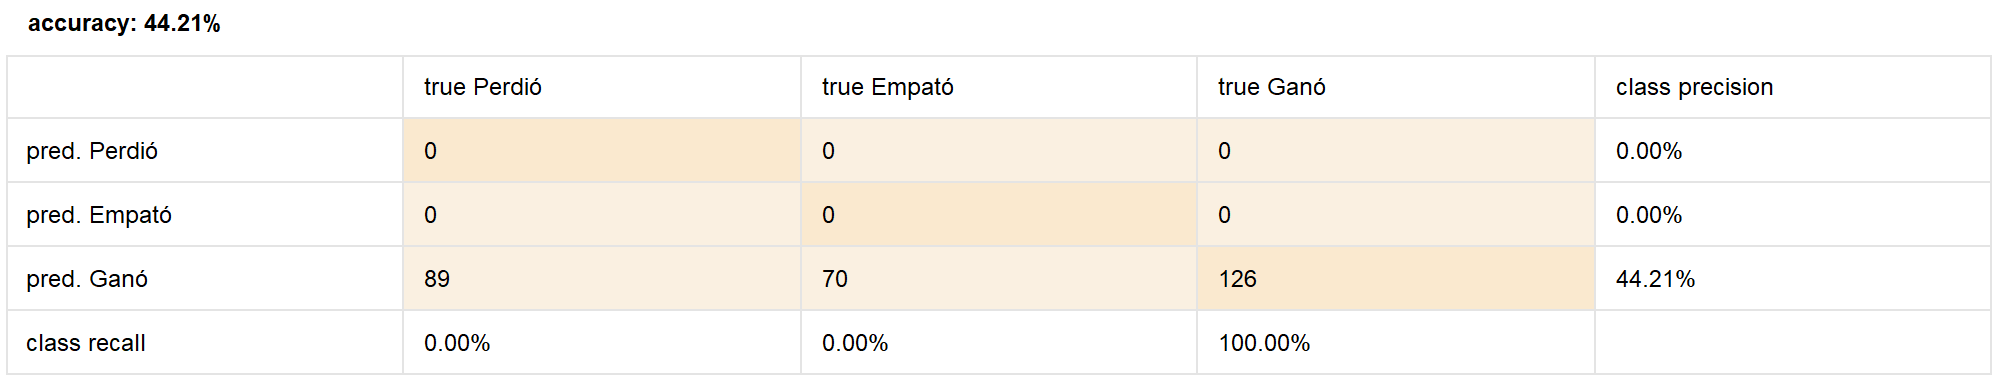 accuracy: 44.21%
true Perdió true Empató true Ganó class precision
pred. Perdió 0 0 0 0.00%
pred. Empató 0 0 0 0.00%
pred. Ganó 89 70 126 44.21%
class recall 0.00% 0.00% 100.00%